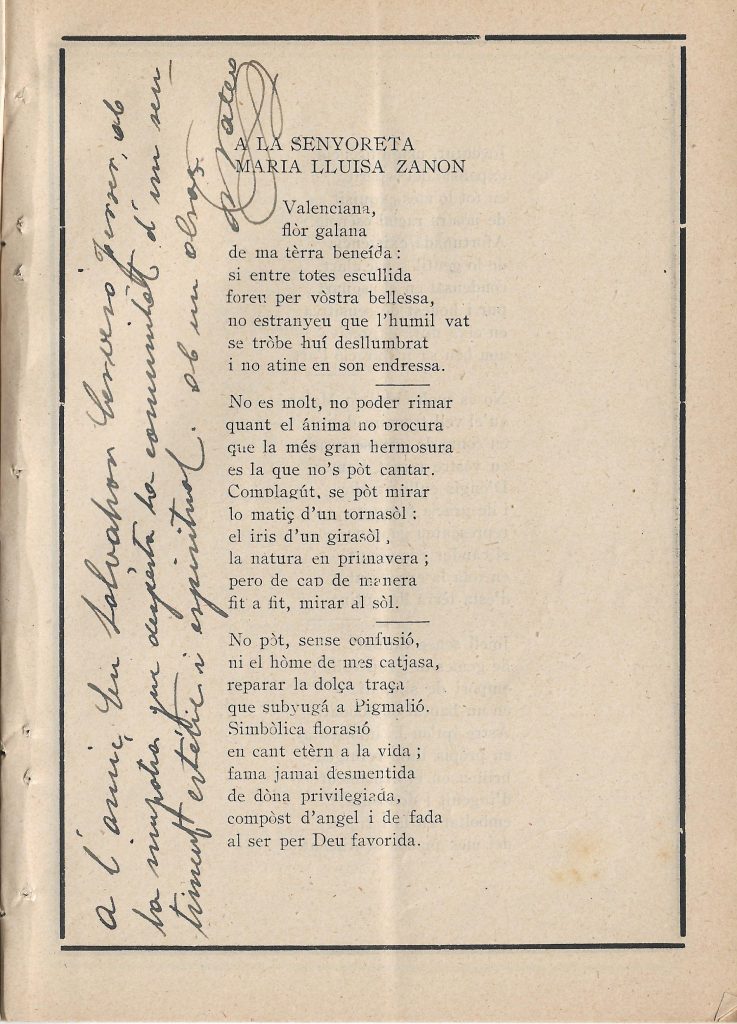 A LA SENYORETA
MARIA LLUISA ZANON
Valenciana,
flòr galana
de ma tèrra beneída :
si entre totes escullida
foreu per vòstra bellessa,
no estranyeu que l'humil vat
se tròbe huí desllumbrat
i no atine en son endressa.
No es molt, no poder rimar
quant el ánima no procura
que la més gran hermosura
es la que no's pòt cantar.
Complagút, se pòt mirar
lo matiç d'un tornasòl ;
el iris d'un girasòl ,
la natura en primavera ;
pero de cap de manera
fit a fit, mirar al sòl.
No pòt, sense confusió,
ni el hòme de mes catjasa,
reparar la dolça traça
que subyugá a Pigmalió.
Simbòlica florasió
en cant etèrn a la vida ;
fama jamai desmentida
de dòna privilegiada,
compòst d'angel i de fada
al ser per Deu favorida.
A l'ámic, En Salvador Cerveró Ferrer, ab
la simpatia que despérta la comunitat d'un sen-
timent estétic i espiritual. ab un abrás